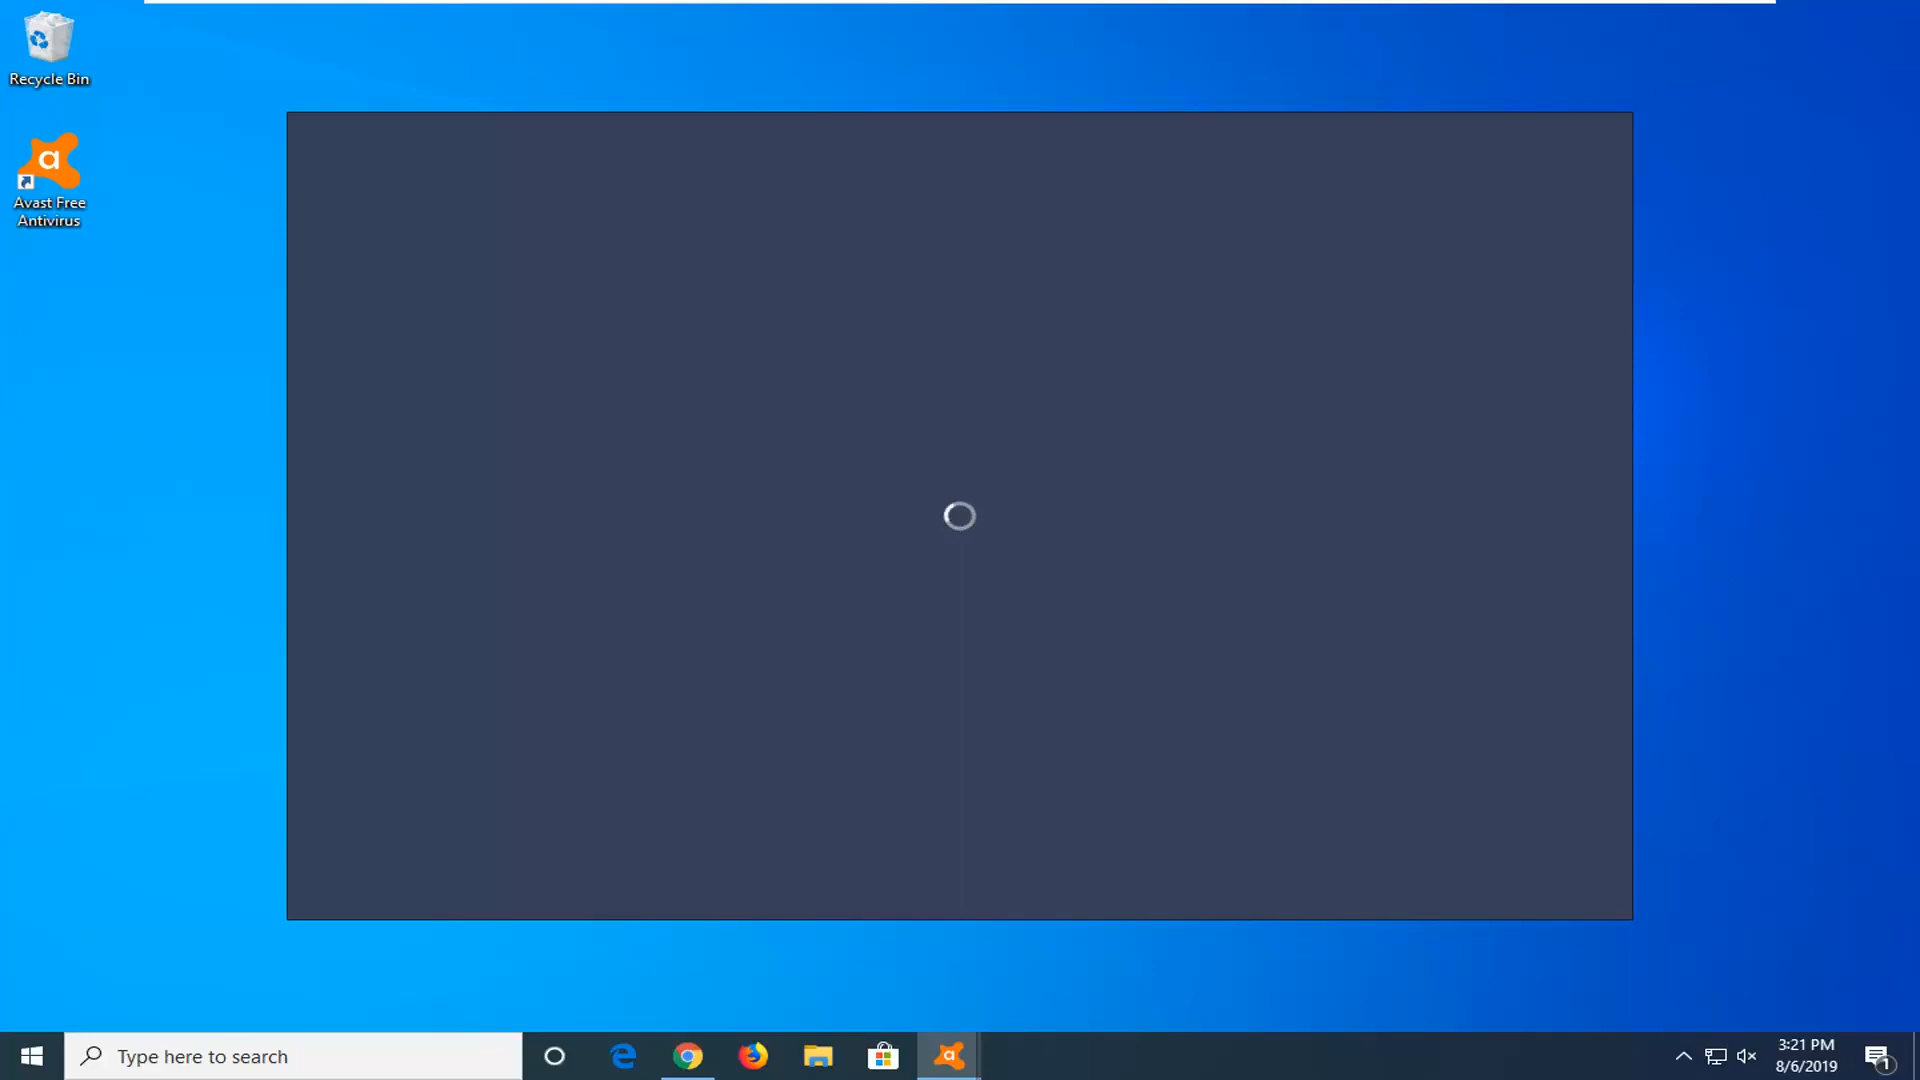 Recycle Bin
a
Avast Free
Antivirus
Type here to search
a
3:21 PM
8/6/2019
1